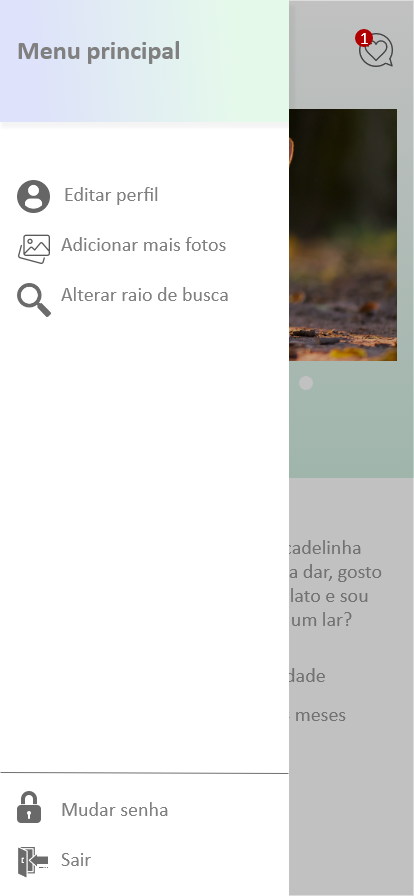 Menu principal
1
Editar perfil
Adicionar mais fotos
Alterar raio de busca
cadelinha
a dar, gosto
lato e sou
um lar?
dade
meses
Mudar senha
Sair